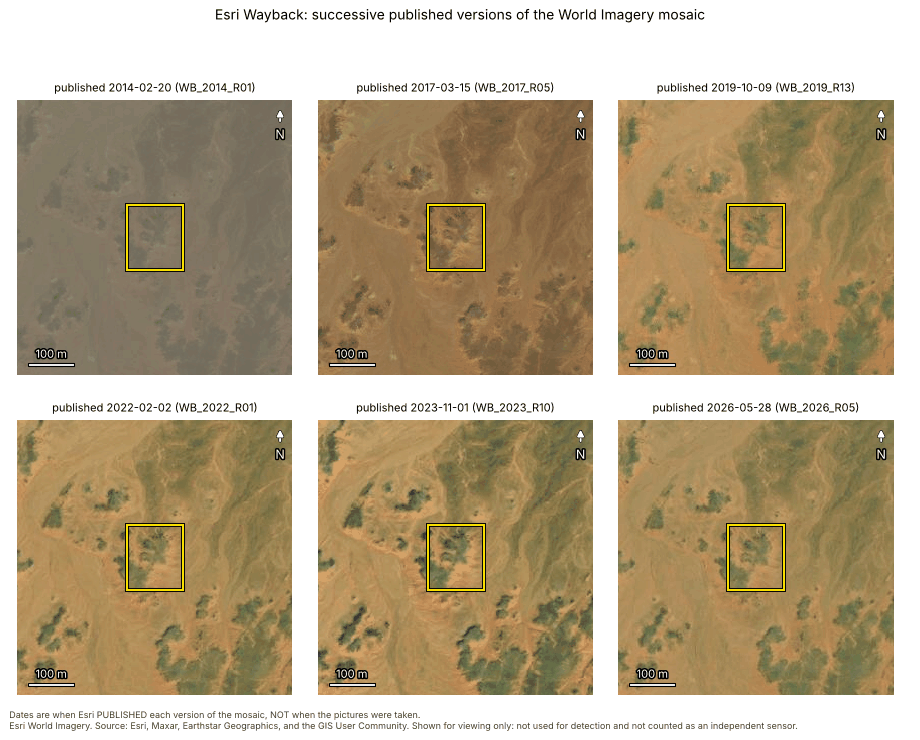 Esri Wayback: successive published versions of the World Imagery mosaic
published 2014-02-20 (WB_2014_R01)
published 2017-03-15 (WB_2017_R05)
published 2019-10-09 (WB_2019_R13)
N
N
N
100 m
100 m
100 m
published 2022-02-02 (WB_2022_R01)
published 2023-11-01 (WB_2023_R10)
published 2026-05-28 (WB_2026_R05)
N
N
N
100 m
100 m
100 m
Dates are when Esri PUBLISHED each version of the mosaic, NOT when the pictures were taken.
Esri World Imagery. Source: Esri, Maxar, Earthstar Geographics, and the GIS User Community. Shown for viewing only: not used for detection and not counted as an independent sensor.